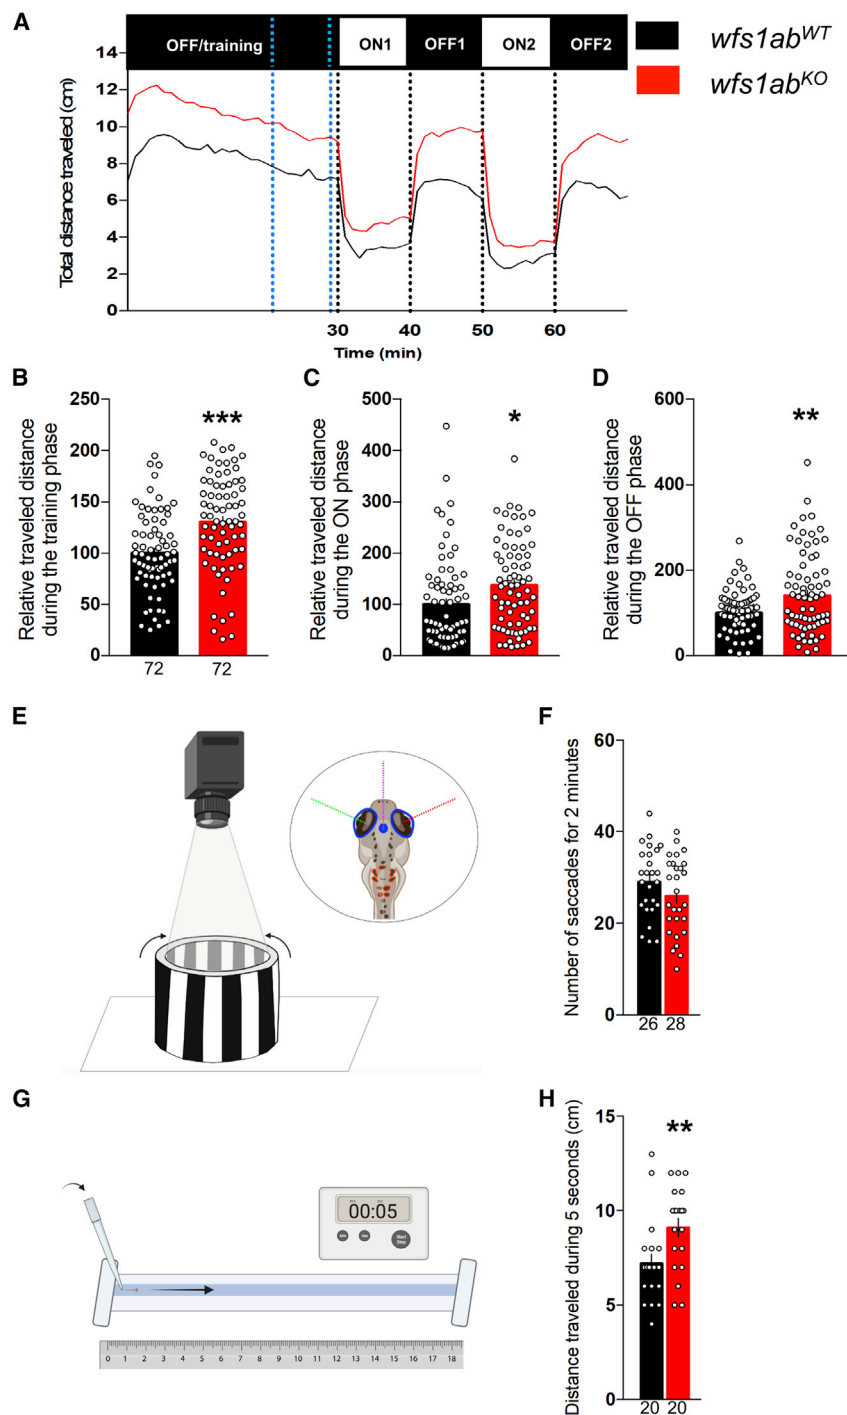 A
OFF/training
ON1
OFF1
ON2
OFF2
wfs1abWT
wfs1abKO
Total distance traveled (cm)
14
12
10
8
6
4
2
0
30
40
50
60
Time (min)
B
Relative traveled distance
during the training phase
250
200
150
100
50
0
***
72
72
C
Relative traveled distance
during the ON phase
500
400
300
200
100
0
*
D
Relative traveled distance
during the OFF phase
600
400
200
0
**
E
F
Number of saccades for 2 minutes
60
40
20
0
26 28
G
00:05
Start
Stop
0 1 2 3 4 5 6 7 8 9 10 11 12 13 14 15 16 17 18
H
Distance traveled during 5 seconds (cm)
15
10
5
0
**
20 20